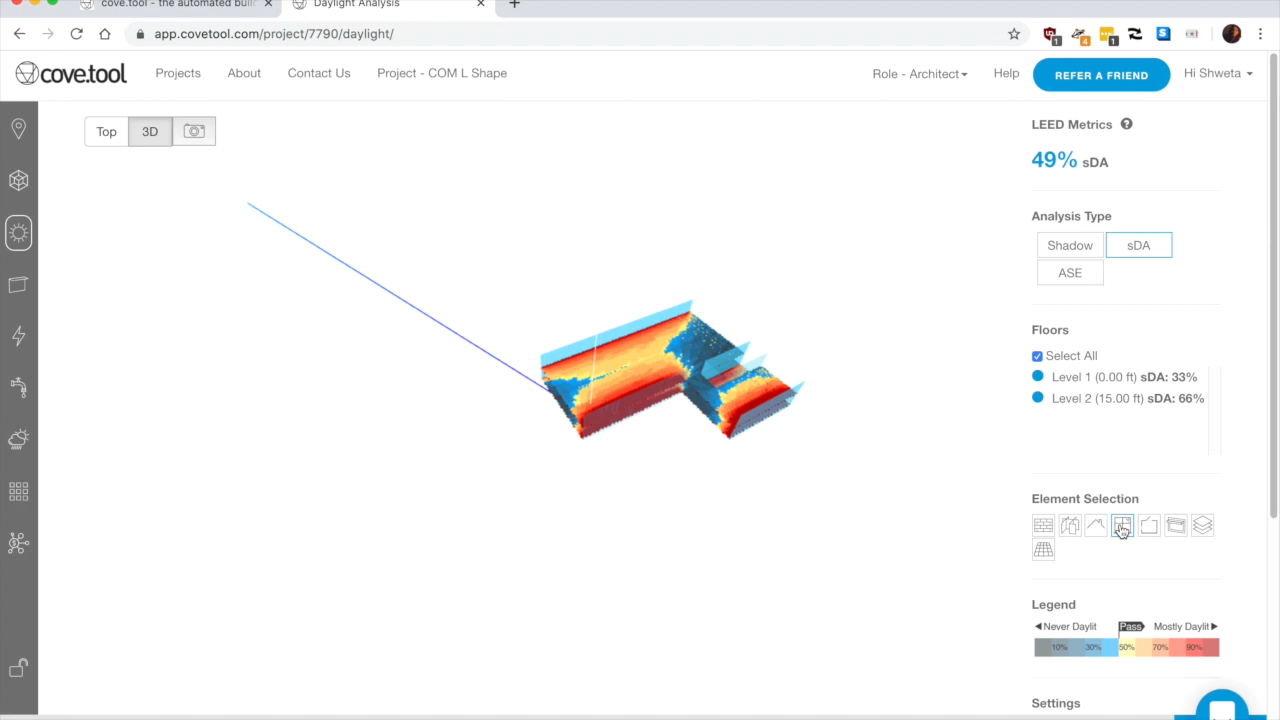 cove.tool - the automated buil
Daylight Analysis
app.covetool.com/project/7790/daylight/
1
4
1
cove.tool
Projects
About
Contact Us
Project - COM L Shape
Role - Architect
Help
REFER A FRIEND
Hi Shweta
Top
3D
LEED Metrics ?
49% sDA
Analysis Type
Shadow
sDA
ASE
Floors
Select All
Level 1 (0.00 ft) sDA: 33%
Level 2 (15.00 ft) sDA: 66%
Element Selection
Legend
Never Daylit
Pass
Mostly Daylit
10% 30% 50% 70% 90%
Settings